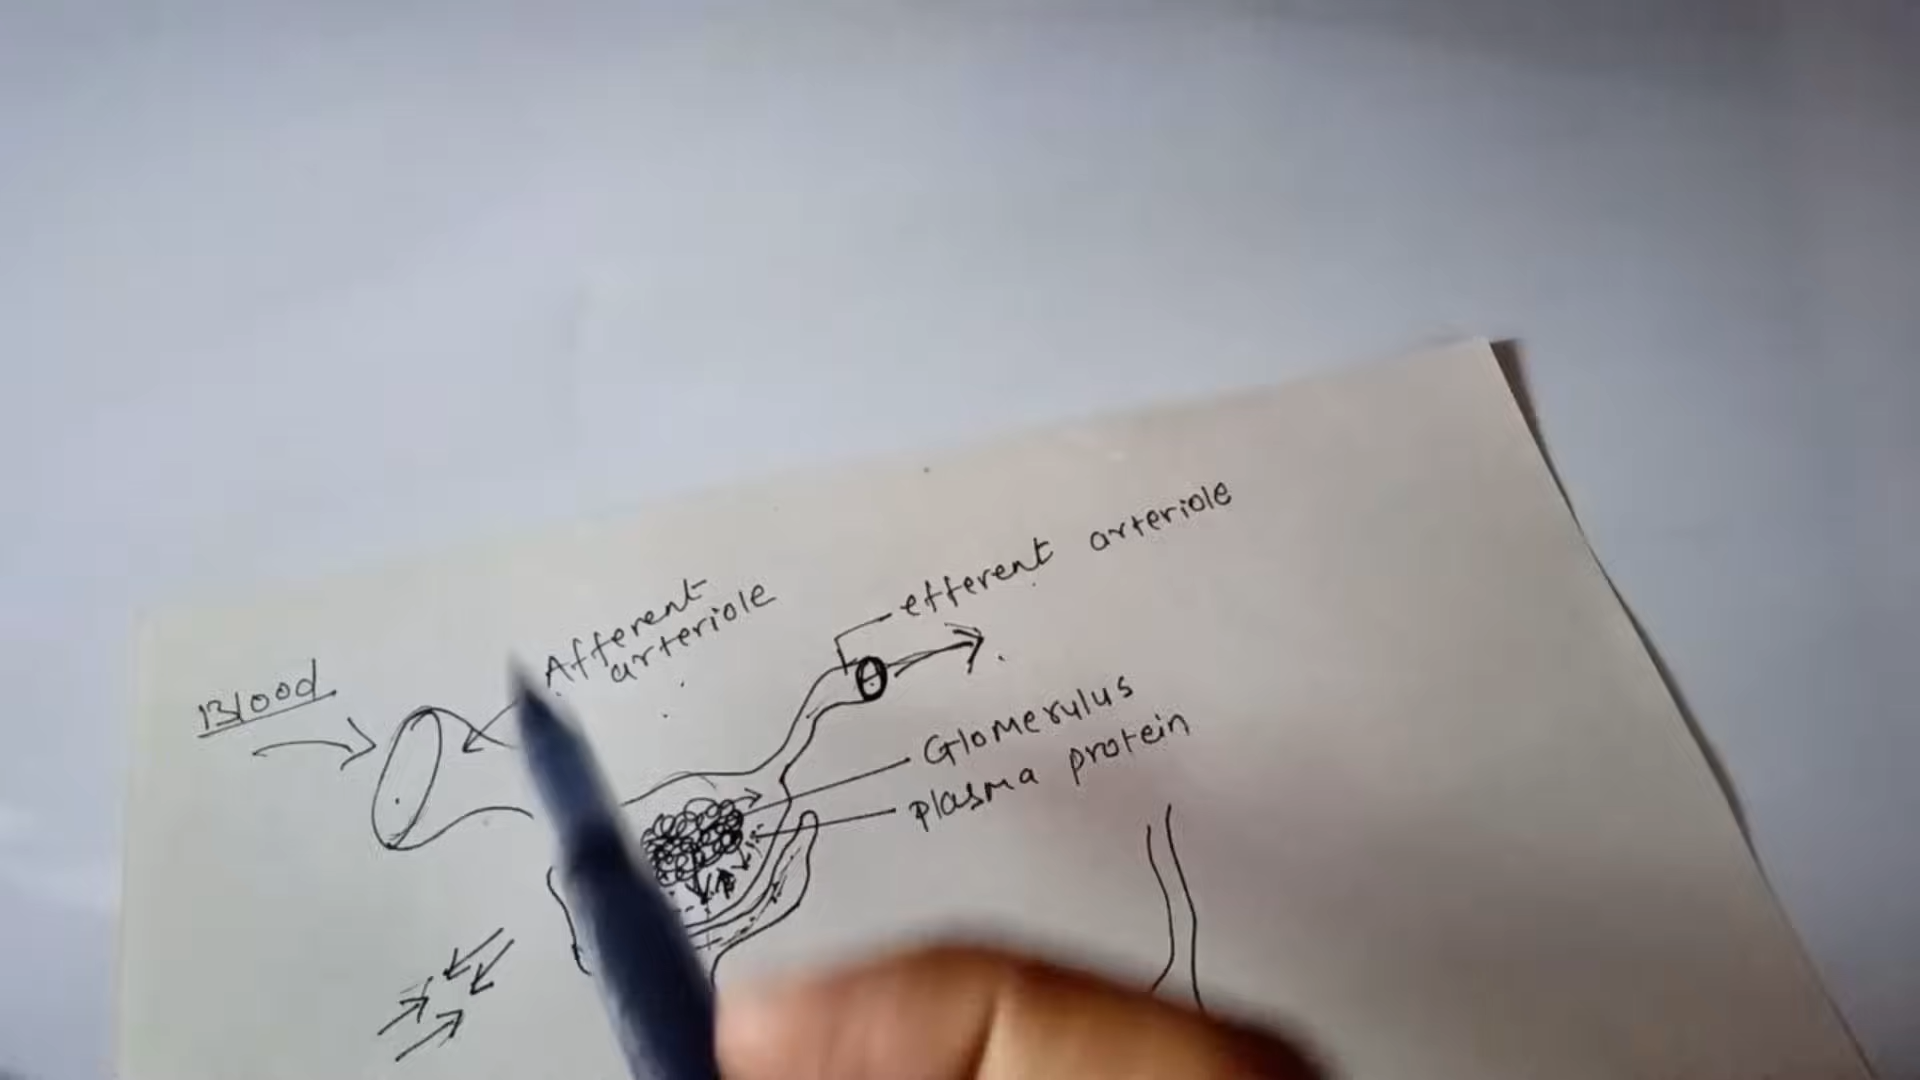 efferent arteriole
Afferent
arteriole
Blood
Glomerulus
plasma protein